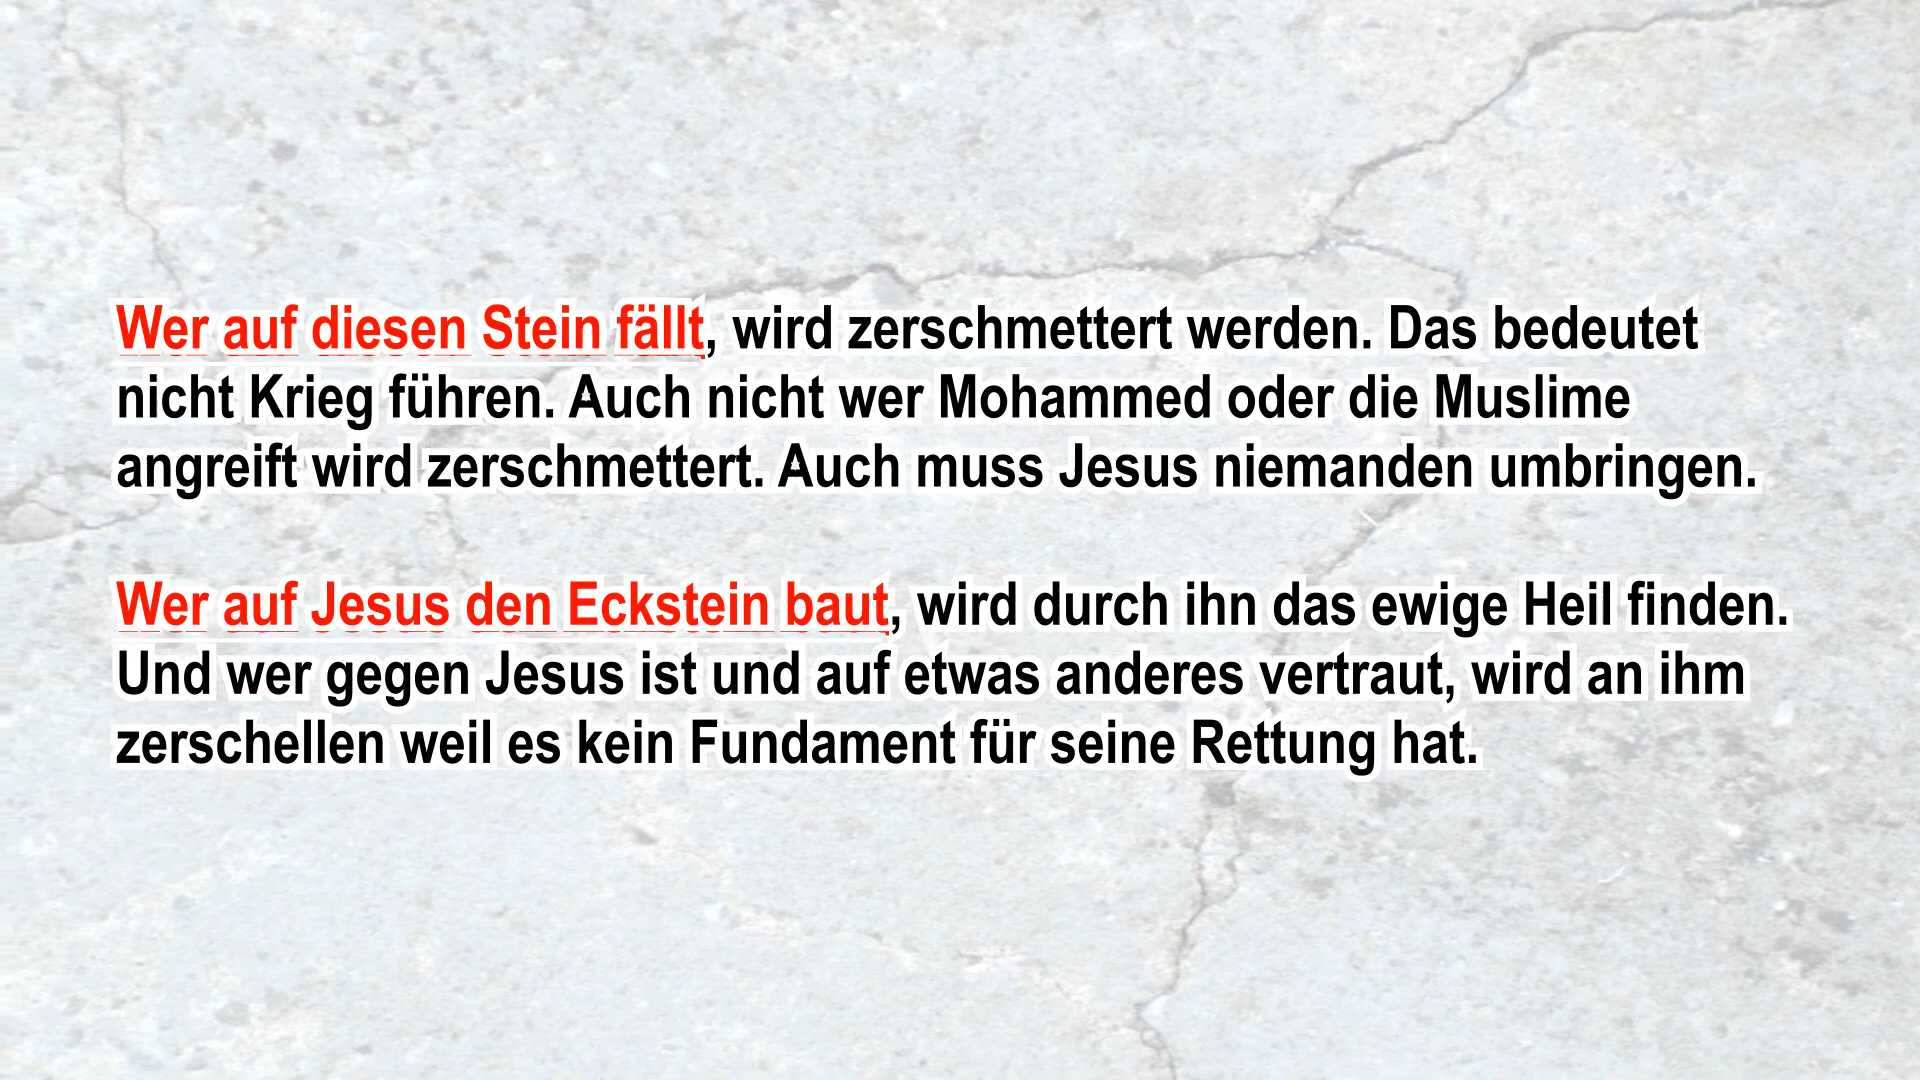 Wer auf diesen Stein fällt, wird zerschmettert werden. Das bedeutet
nicht Krieg führen. Auch nicht wer Mohammed oder die Muslime
angreift wird zerschmettert. Auch muss Jesus niemanden umbringen.
Wer auf Jesus den Eckstein baut, wird durch ihn das ewige Heil finden.
Und wer gegen Jesus ist und auf etwas anderes vertraut, wird an ihm
zerschellen weil es kein Fundament für seine Rettung hat.